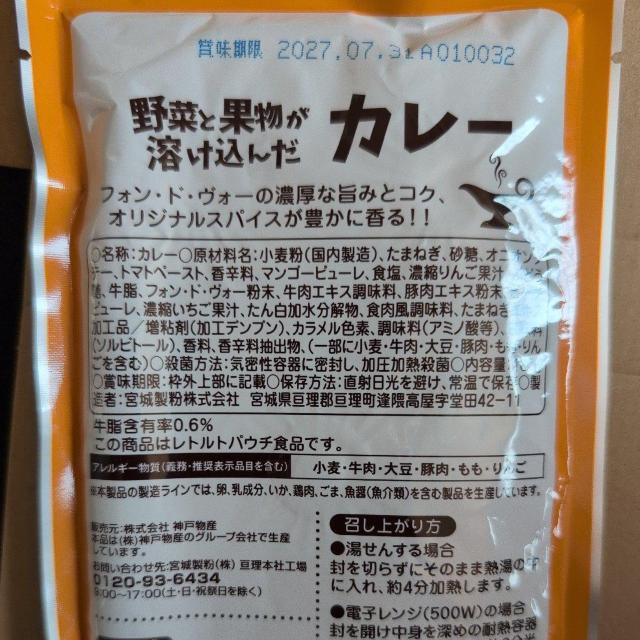 賞味期限 2027.07.31A010032
野菜と果物が
溶け込んだ
カレー
フォン・ド・ヴォーの濃厚な旨みとコク、
オリジナルスパイスが豊かに香る!!
○名称:カレー○原材料名:小麦粉(国内製造)、たまねぎ、砂糖、オニオンソ
テー、トマトペースト、香辛料、マンゴーピューレ、食塩、濃縮りんご果汁
糖、牛脂、フォン・ド・ヴォー粉末、牛肉エキス調味料、豚肉エキス粉末
ピューレ、濃縮いちご果汁、たん白加水分解物、食肉風調味料、たまねぎ
加工品/増粘剤(加工デンプン)、カラメル色素、調味料(アミノ酸等)、
(ソルビトール)、香料、香辛料抽出物、(一部に小麦・牛肉・大豆・豚肉・もも・りん
ごを含む)○殺菌方法:気密性容器に密封し、加圧加熱殺菌○内容量:
○賞味期限:枠外上部に記載○保存方法:直射日光を避け、常温で保存○製
造者:宮城製粉株式会社 宮城県亘理郡亘理町逢隈高屋字堂田42-11
牛脂含有率0.6%
この商品はレトルトパウチ食品です。
アレルギー物質(義務・推奨表示品目を含む) 小麦・牛肉・大豆・豚肉・もも・りんご
※本製品の製造ラインでは、卵、乳成分、いか、鶏肉、ごま、魚醤(魚介類)を含む製品を生産しています。
販売元:株式会社 神戸物産
本品は(株)神戸物産のグループ会社で生産
しています。
お問い合わせ先:宮城製粉(株) 亘理本社工場
0120-93-6434
9:00~17:00(土・日・祝祭日を除く)
召し上がり方
●湯せんする場合
封を切らずにそのまま熱湯の中
に入れ、約4分加熱します。
●電子レンジ(500W)の場合
封を開け中身を深めの耐熱容器